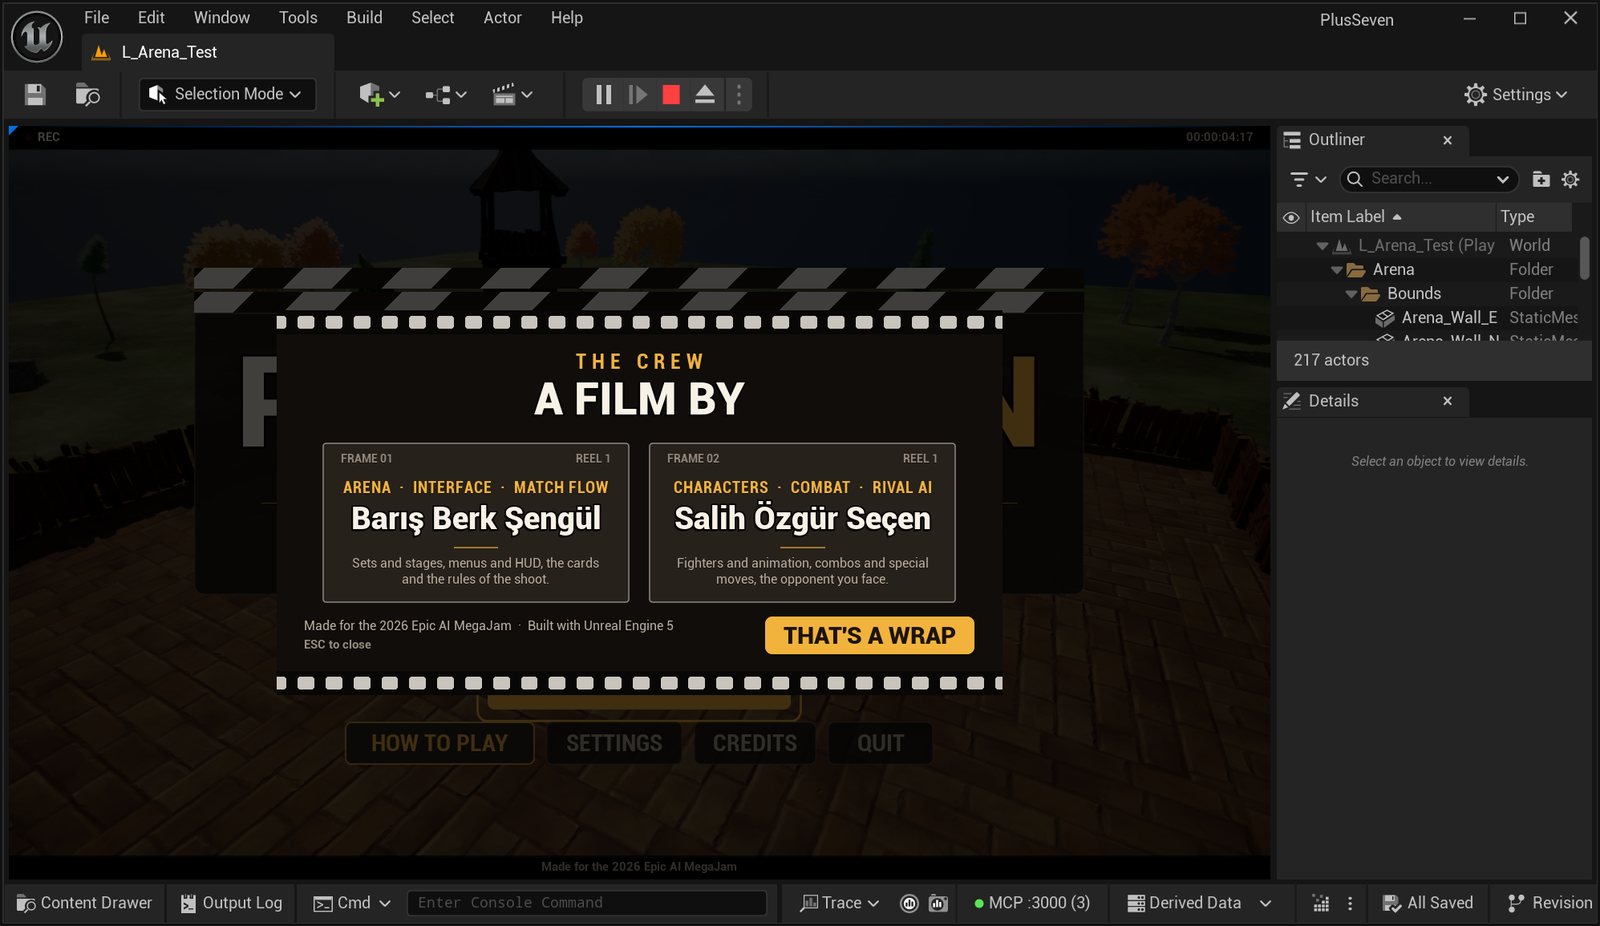 File Edit Window Tools Build Select Actor Help
PlusSeven
L_Arena_Test
Selection Mode
Settings
REC
00:00:04:17
Outliner
Search...
Item Label Type
L_Arena_Test (Play World
Arena Folder
Bounds Folder
Arena_Wall_E StaticMes
Arena_Wall_N StaticMes
217 actors
Details
Select an object to view details.
THE CREW
A FILM BY
FRAME 01 REEL 1
ARENA · INTERFACE · MATCH FLOW
Barış Berk Şengül
Sets and stages, menus and HUD, the cards
and the rules of the shoot.
FRAME 02 REEL 1
CHARACTERS · COMBAT · RIVAL AI
Salih Özgür Seçen
Fighters and animation, combos and special
moves, the opponent you face.
Made for the 2026 Epic AI MegaJam · Built with Unreal Engine 5
ESC to close
THAT'S A WRAP
HOW TO PLAY SETTINGS CREDITS QUIT
Made for the 2026 Epic AI MegaJam
Content Drawer Output Log Cmd Enter Console Command Trace MCP :3000 (3) Derived Data All Saved Revision